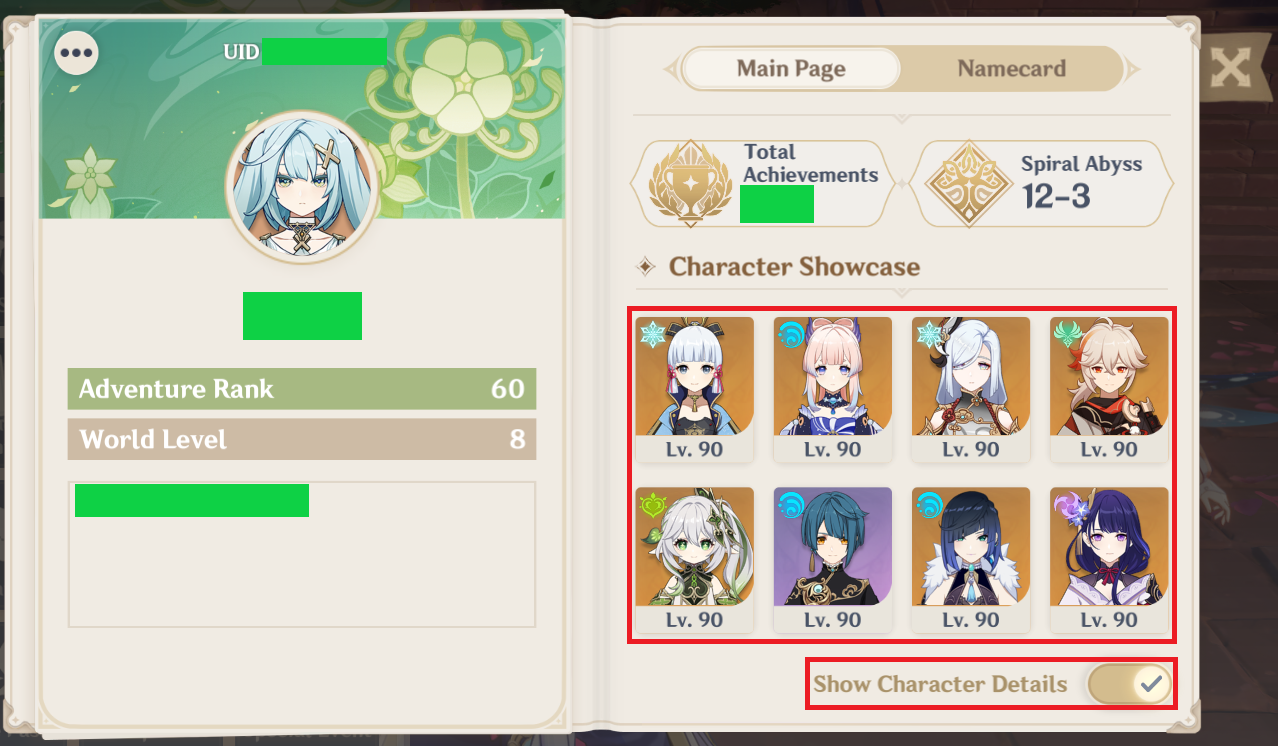 UID
Main Page
Namecard
Total
Achievements
Spiral Abyss
12-3
Character Showcase
Adventure Rank 60
World Level 8
Lv. 90
Lv. 90
Lv. 90
Lv. 90
Lv. 90
Lv. 90
Lv. 90
Lv. 90
Show Character Details